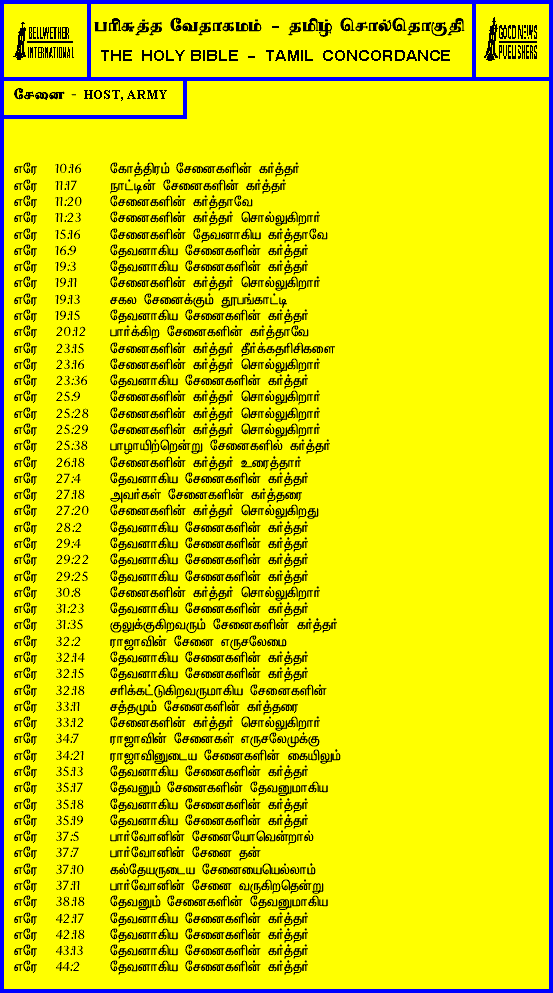 BELLWETHER
INTERNATIONAL
பரிசுத்த வேதாகமம் - தமிழ் சொல்தொகுதி
THE HOLY BIBLE - TAMIL CONCORDANCE
GOOD NEWS
PUBLISHERS
சேனை - HOST, ARMY
எரே 10:16 கோத்திரம் சேனைகளின் கர்த்தர்
எரே 11:17 நாட்டின் சேனைகளின் கர்த்தர்
எரே 11:20 சேனைகளின் கர்த்தாவே
எரே 11:23 சேனைகளின் கர்த்தர் சொல்லுகிறார்
எரே 15:16 சேனைகளின் தேவனாகிய கர்த்தாவே
எரே 16:9 தேவனாகிய சேனைகளின் கர்த்தர்
எரே 19:3 தேவனாகிய சேனைகளின் கர்த்தர்
எரே 19:11 சேனைகளின் கர்த்தர் சொல்லுகிறார்
எரே 19:13 சகல சேனைக்கும் தூபங்காட்டி
எரே 19:15 தேவனாகிய சேனைகளின் கர்த்தர்
எரே 20:12 பார்க்கிற சேனைகளின் கர்த்தாவே
எரே 23:15 சேனைகளின் கர்த்தர் தீர்க்கதரிசிகளை
எரே 23:16 சேனைகளின் கர்த்தர் சொல்லுகிறார்
எரே 23:36 தேவனாகிய சேனைகளின் கர்த்தர்
எரே 25:9 சேனைகளின் கர்த்தர் சொல்லுகிறார்
எரே 25:28 சேனைகளின் கர்த்தர் சொல்லுகிறார்
எரே 25:29 சேனைகளின் கர்த்தர் சொல்லுகிறார்
எரே 25:38 பாழாயிற்றென்று சேனைகளில் கர்த்தர்
எரே 26:18 சேனைகளின் கர்த்தர் உரைத்தார்
எரே 27:4 தேவனாகிய சேனைகளின் கர்த்தர்
எரே 27:18 அவர்கள் சேனைகளின் கர்த்தரை
எரே 27:20 சேனைகளின் கர்த்தர் சொல்லுகிறது
எரே 28:2 தேவனாகிய சேனைகளின் கர்த்தர்
எரே 29:4 தேவனாகிய சேனைகளின் கர்த்தர்
எரே 29:22 தேவனாகிய சேனைகளின் கர்த்தர்
எரே 29:25 தேவனாகிய சேனைகளின் கர்த்தர்
எரே 30:8 சேனைகளின் கர்த்தர் சொல்லுகிறார்
எரே 31:23 தேவனாகிய சேனைகளின் கர்த்தர்
எரே 31:35 குலுக்குகிறவரும் சேனைகளின் கர்த்தர்
எரே 32:2 ராஜாவின் சேனை எருசலேமை
எரே 32:14 தேவனாகிய சேனைகளின் கர்த்தர்
எரே 32:15 தேவனாகிய சேனைகளின் கர்த்தர்
எரே 32:18 சரிக்கட்டுகிறவருமாகிய சேனைகளின்
எரே 33:11 சத்தமும் சேனைகளின் கர்த்தரை
எரே 33:12 சேனைகளின் கர்த்தர் சொல்லுகிறார்
எரே 34:7 ராஜாவின் சேனைகள் எருசலேமுக்கு
எரே 34:21 ராஜாவினுடைய சேனைகளின் கையிலும்
எரே 35:13 தேவனாகிய சேனைகளின் கர்த்தர்
எரே 35:17 தேவனும் சேனைகளின் தேவனுமாகிய
எரே 35:18 தேவனாகிய சேனைகளின் கர்த்தர்
எரே 35:19 தேவனாகிய சேனைகளின் கர்த்தர்
எரே 37:5 பார்வோனின் சேனையோவென்றால்
எரே 37:7 பார்வோனின் சேனை தன்
எரே 37:10 கல்தேயருடைய சேனையையெல்லாம்
எரே 37:11 பார்வோனின் சேனை வருகிறதென்று
எரே 38:18 தேவனும் சேனைகளின் தேவனுமாகிய
எரே 42:17 தேவனாகிய சேனைகளின் கர்த்தர்
எரே 42:18 தேவனாகிய சேனைகளின் கர்த்தர்
எரே 43:13 தேவனாகிய சேனைகளின் கர்த்தர்
எரே 44:2 தேவனாகிய சேனைகளின் கர்த்தர்